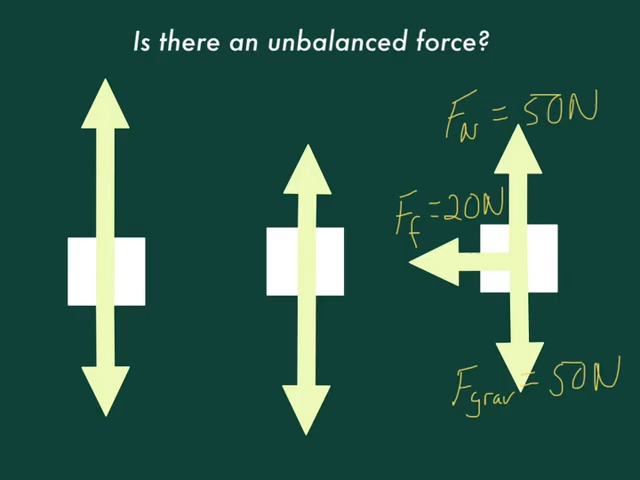 Is there an unbalanced force?
F_N = 50N
F_f = 20N
F_grav = 50N